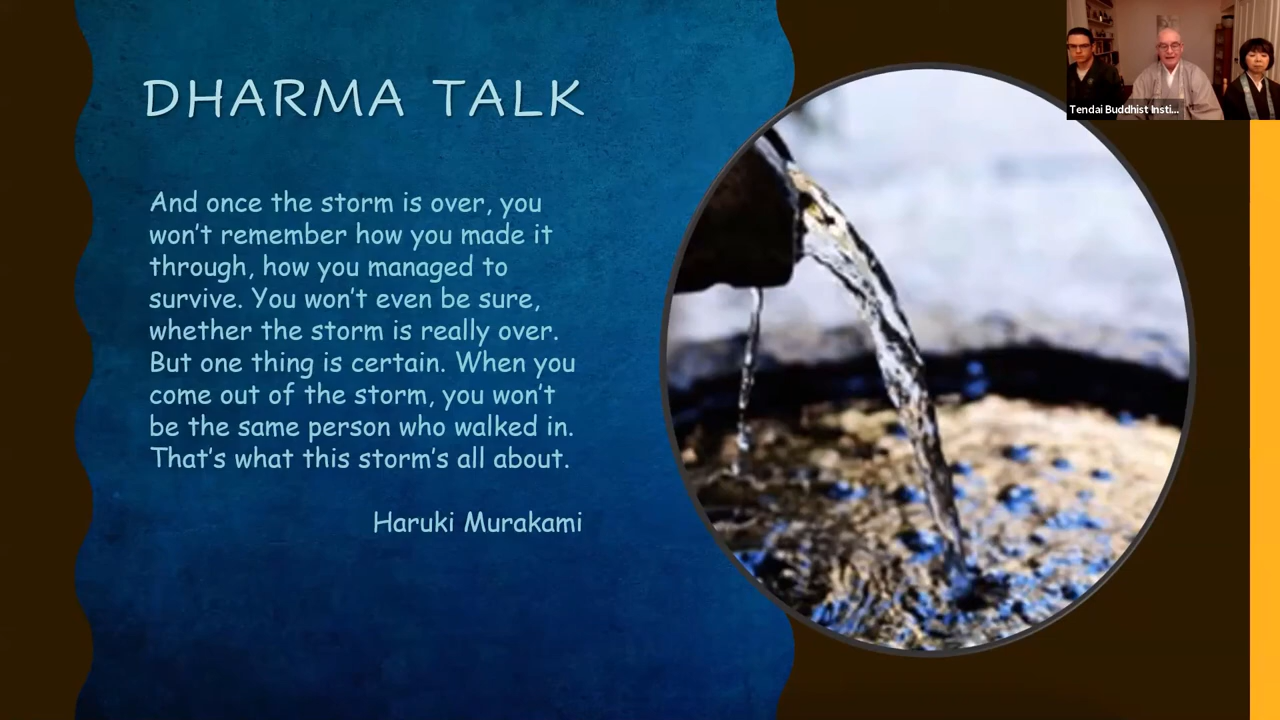 DHARMA TALK
And once the storm is over, you
won't remember how you made it
through, how you managed to
survive. You won't even be sure,
whether the storm is really over.
But one thing is certain. When you
come out of the storm, you won't
be the same person who walked in.
That's what this storm's all about.
Haruki Murakami
Tendai Buddhist Insti...